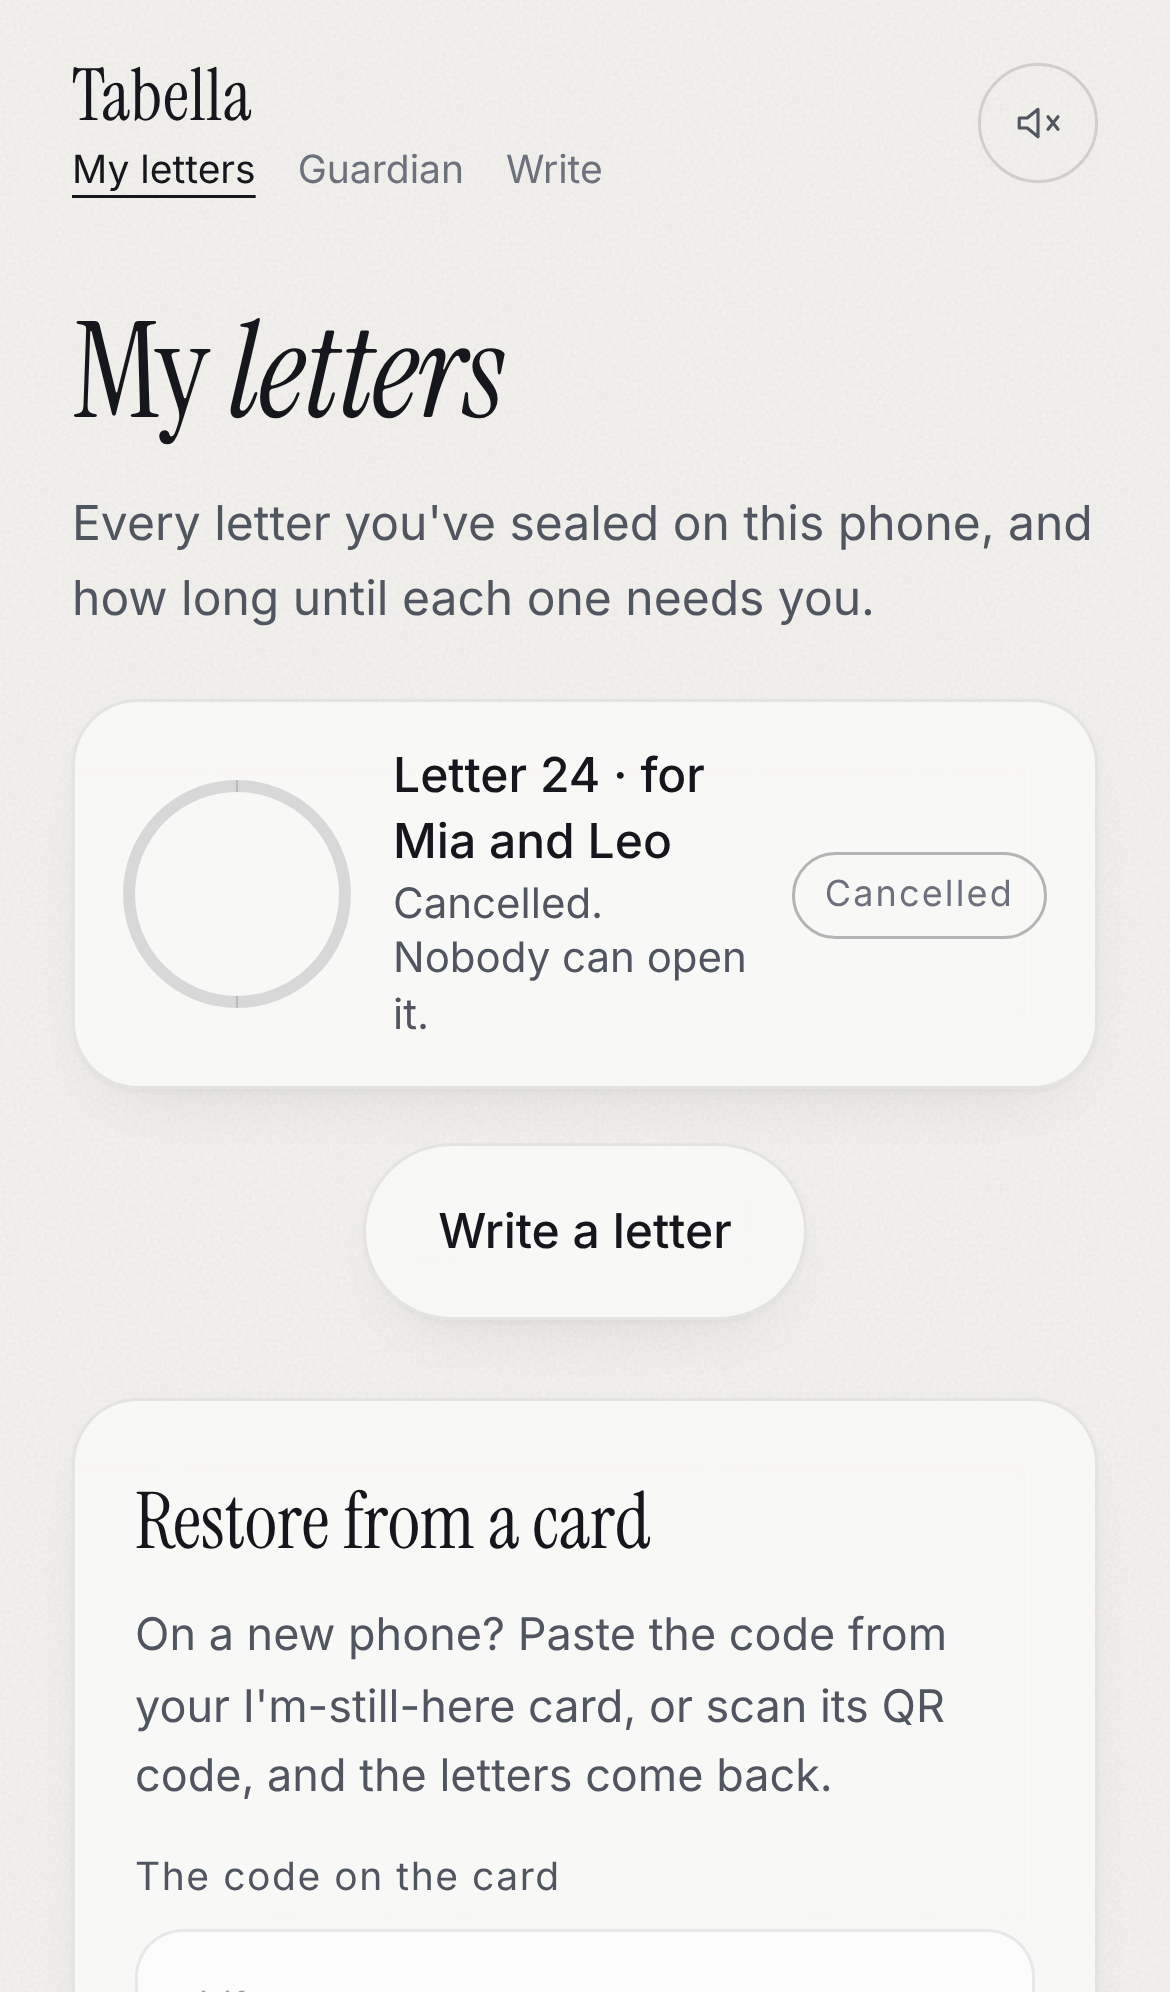 Tabella
My letters Guardian Write
My letters
Every letter you've sealed on this phone, and
how long until each one needs you.
Letter 24 · for
Mia and Leo
Cancelled.
Nobody can open
it.
Cancelled
Write a letter
Restore from a card
On a new phone? Paste the code from
your I'm-still-here card, or scan its QR
code, and the letters come back.
The code on the card